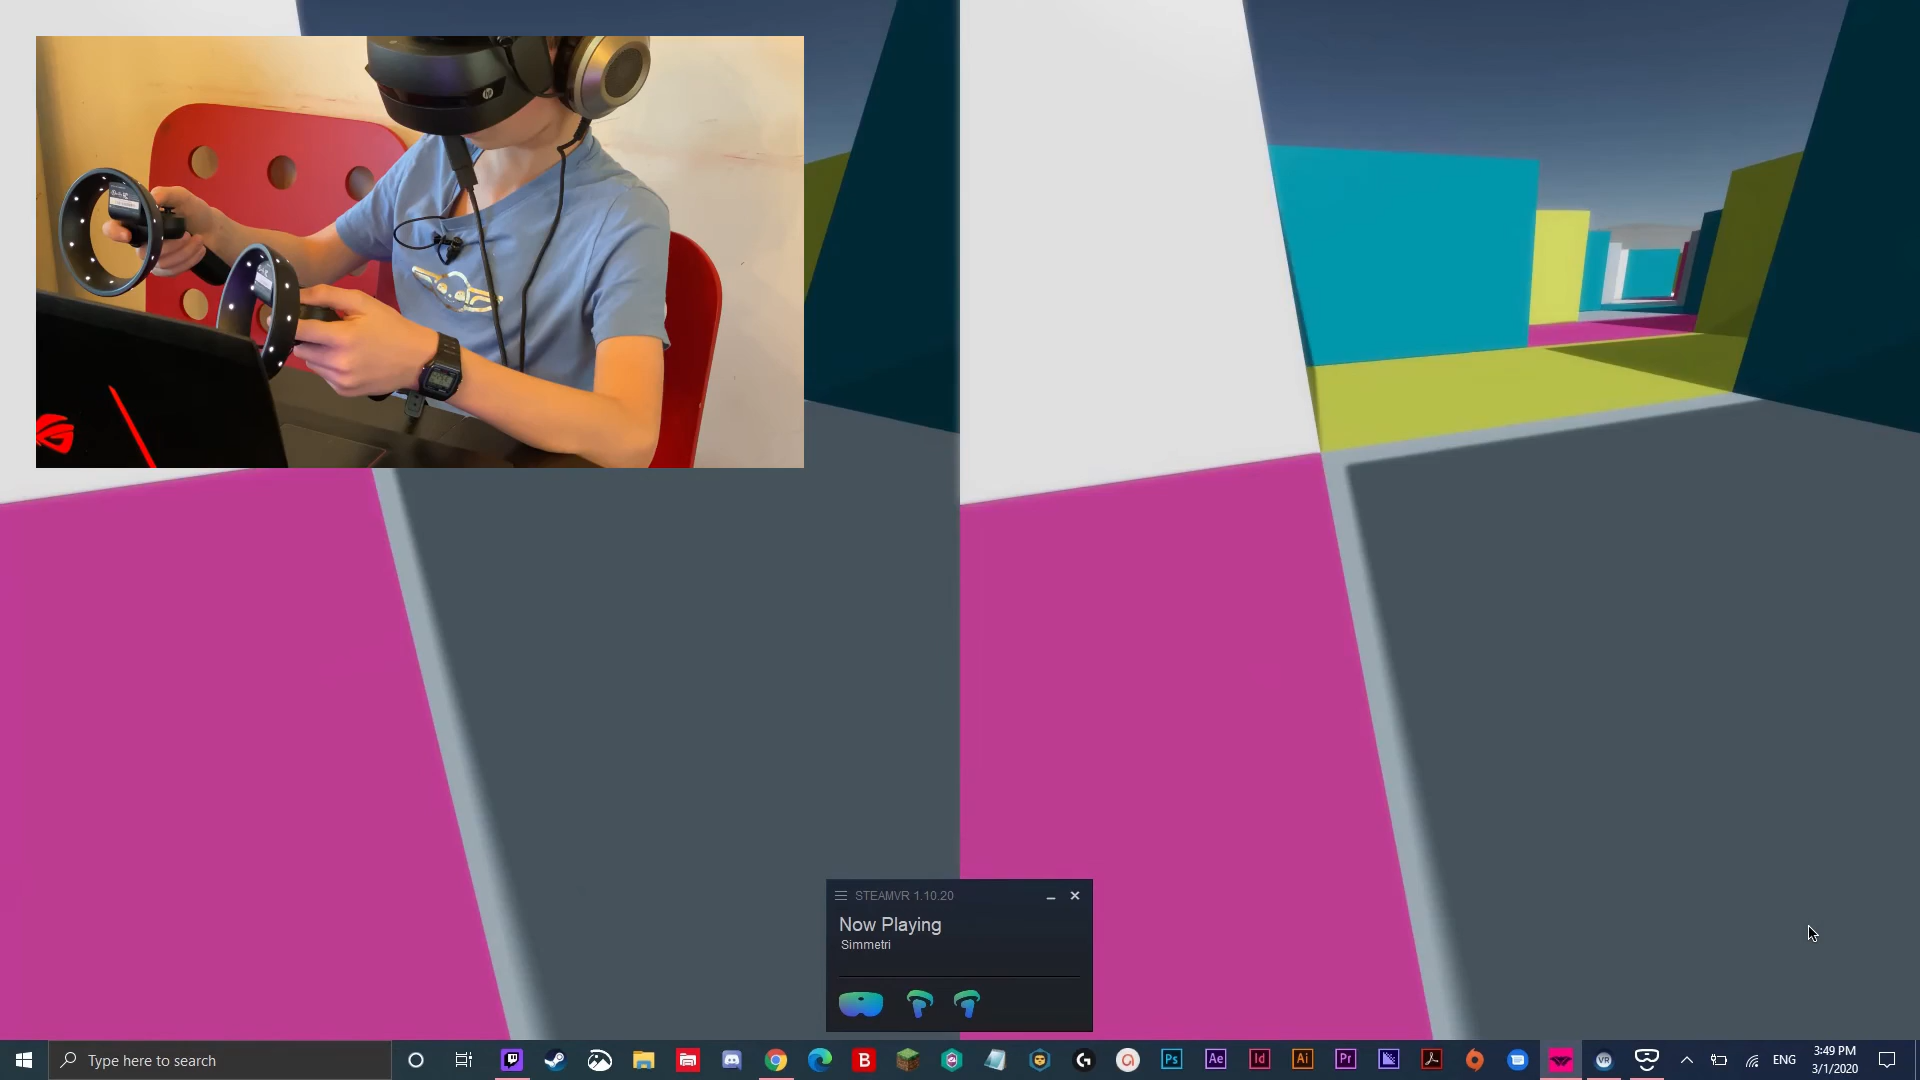 STEAMVR 1.10.20
Now Playing
Simmetri
Type here to search
Ps
Ae
Id
Ai
Pr
ENG
3:49 PM
3/1/2020